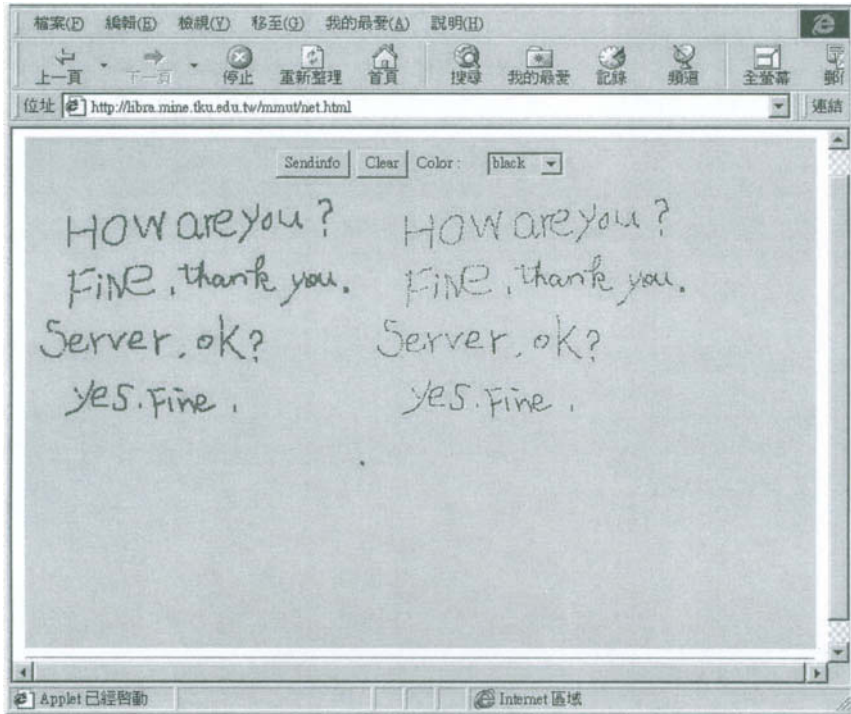 檔案(F) 編輯(E) 檢視(V) 移至(G) 我的最愛(A) 說明(H)
上一頁 下一頁 停止 重新整理 首頁 搜尋 我的最愛 記錄 頻道 全螢幕
位址 http://libra.mine.tku.edu.tw/mmut/net.html 連結
Sendinfo Clear Color: black
How are you? How are you?
Fine, thank you. Fine, thank you.
Server, ok? Server, ok?
yes. Fine. yes. Fine.
Applet 已經啟動 Internet 區域